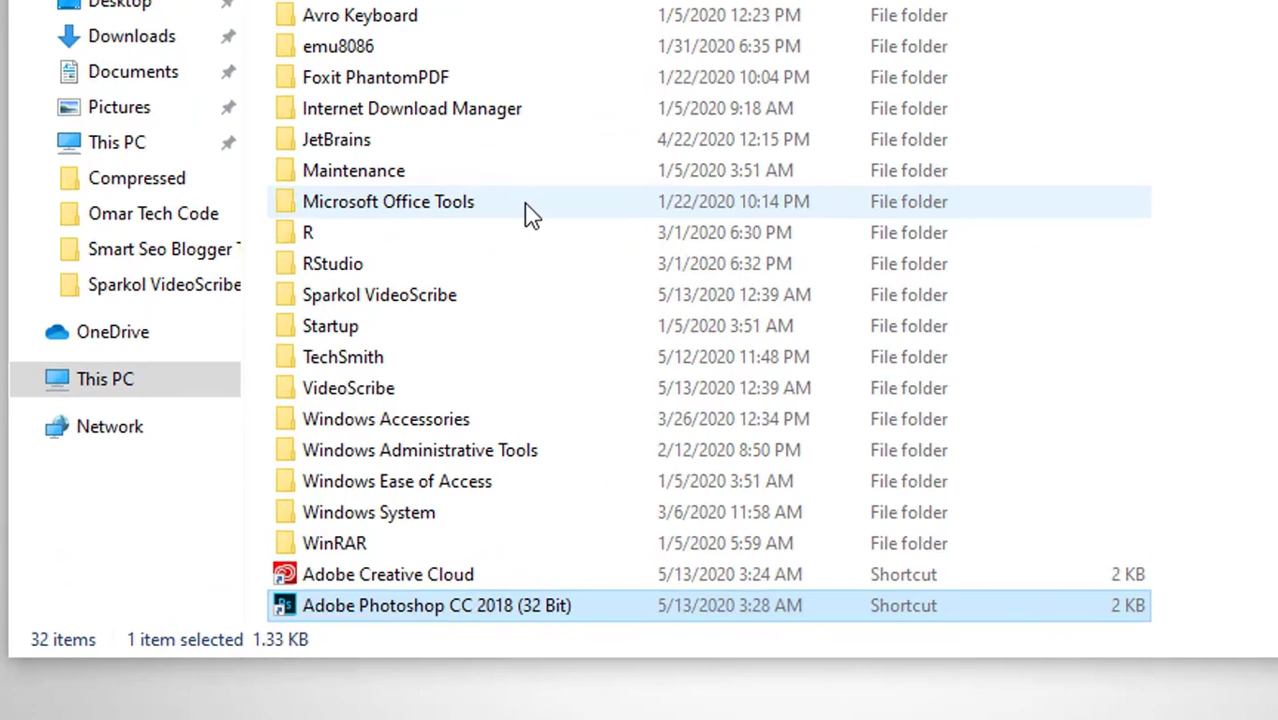 Desktop
Downloads
Documents
Pictures
This PC
Compressed
Omar Tech Code
Smart Seo Blogger
Sparkol VideoScribe
OneDrive
This PC
Network
Avro Keyboard 1/5/2020 12:23 PM File folder
emu8086 1/31/2020 6:35 PM File folder
Foxit PhantomPDF 1/22/2020 10:04 PM File folder
Internet Download Manager 1/5/2020 9:18 AM File folder
JetBrains 4/22/2020 12:15 PM File folder
Maintenance 1/5/2020 3:51 AM File folder
Microsoft Office Tools 1/22/2020 10:14 PM File folder
R 3/1/2020 6:30 PM File folder
RStudio 3/1/2020 6:32 PM File folder
Sparkol VideoScribe 5/13/2020 12:39 AM File folder
Startup 1/5/2020 3:51 AM File folder
TechSmith 5/12/2020 11:48 PM File folder
VideoScribe 5/13/2020 12:39 AM File folder
Windows Accessories 3/26/2020 12:34 PM File folder
Windows Administrative Tools 2/12/2020 8:50 PM File folder
Windows Ease of Access 1/5/2020 3:51 AM File folder
Windows System 3/6/2020 11:58 AM File folder
WinRAR 1/5/2020 5:59 AM File folder
Adobe Creative Cloud 5/13/2020 3:24 AM Shortcut 2 KB
Ps Adobe Photoshop CC 2018 (32 Bit) 5/13/2020 3:28 AM Shortcut 2 KB
32 items 1 item selected 1.33 KB